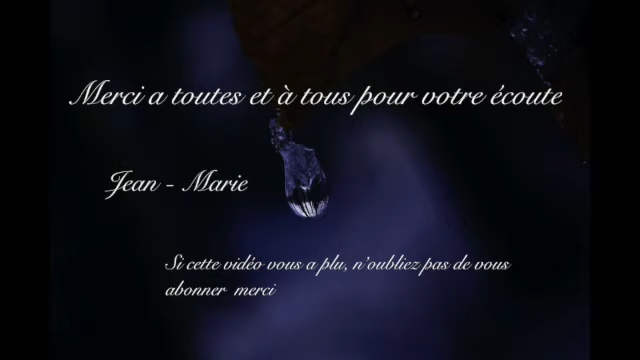 Merci a toutes et à tous pour votre écoute
Jean - Marie
Si cette vidéo vous a plu, n'oubliez pas de vous
abonner merci